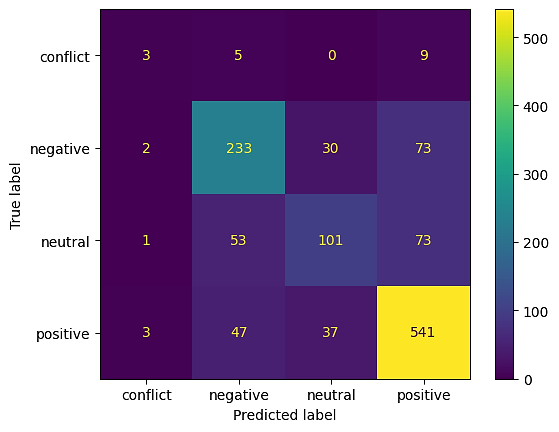 conflict 3 5 0 9
negative 2 233 30 73
neutral 1 53 101 73
positive 3 47 37 541
conflict negative neutral positive
Predicted label
True label
500
400
300
200
100
0